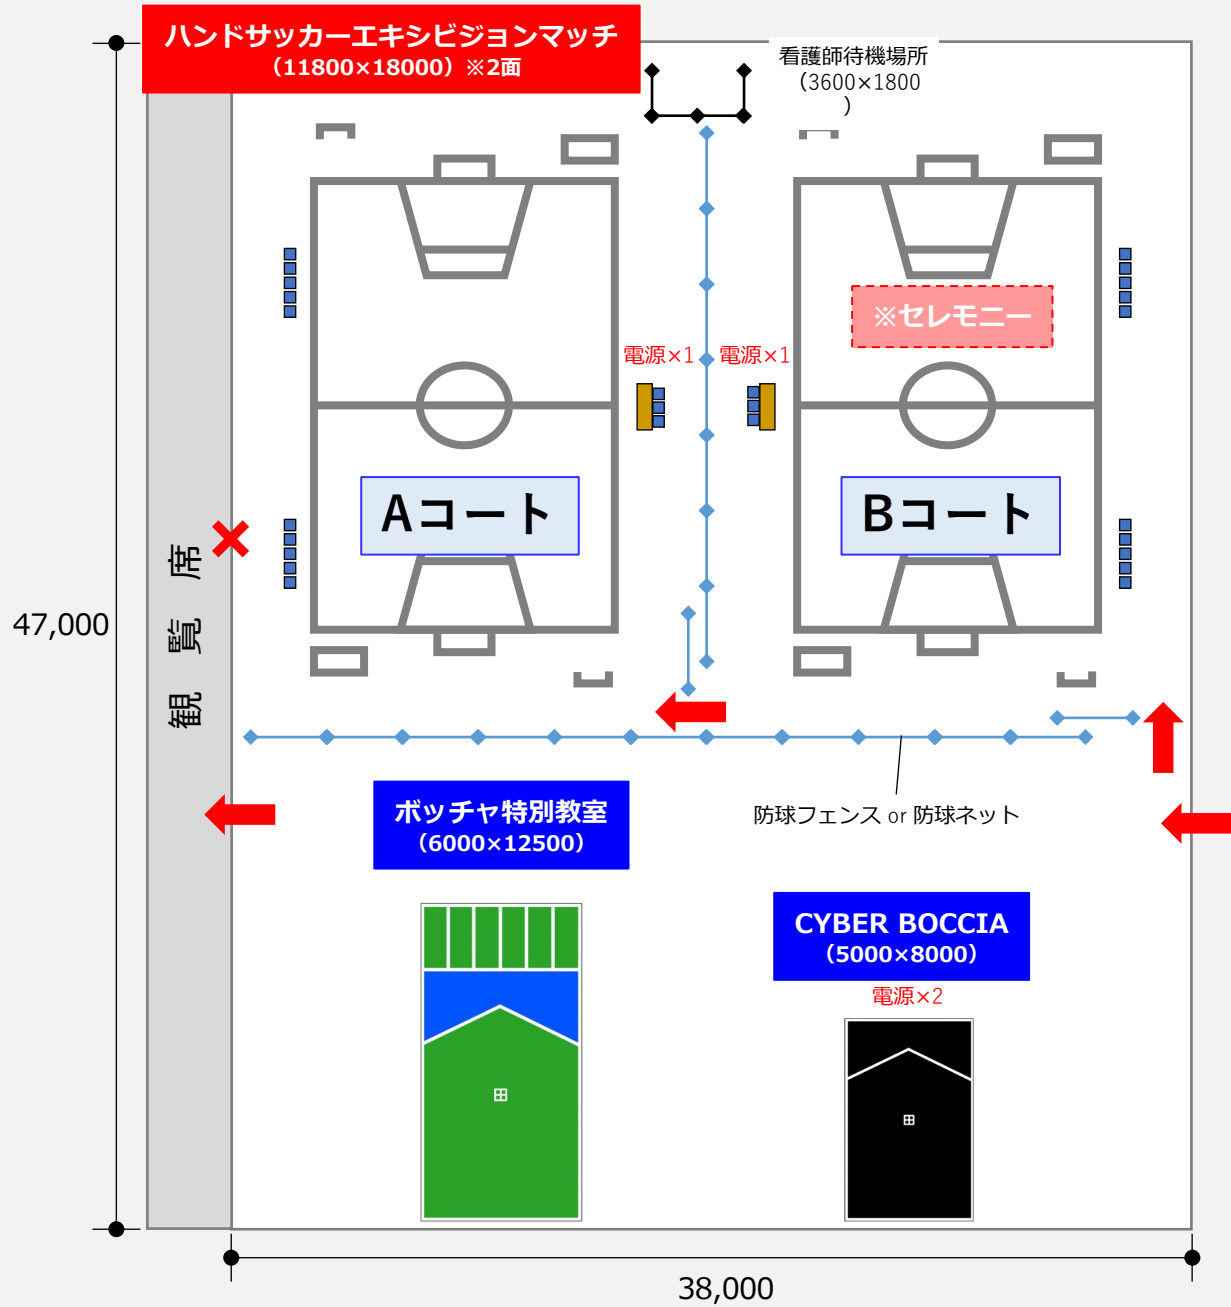 ハンドサッカーエキシビジョンマッチ
（11800×18000）※2面
看護師待機場所
（3600×1800
）
※セレモニー
電源×1
電源×1
Aコート
Bコート
観覧席
47,000
防球フェンス or 防球ネット
ボッチャ特別教室
（6000×12500）
CYBER BOCCIA
（5000×8000）
電源×2
38,000